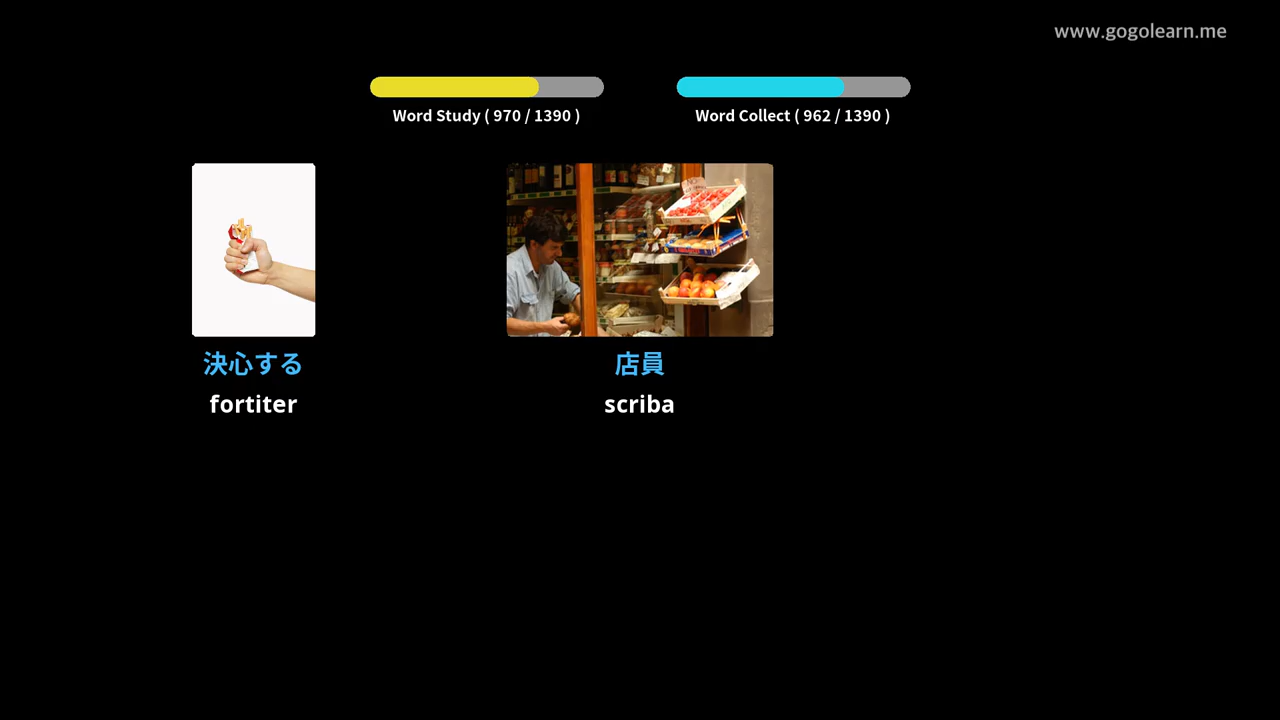 www.gogolearn.me
Word Study ( 970 / 1390 )
Word Collect ( 962 / 1390 )
決心する
fortiter
店員
scriba